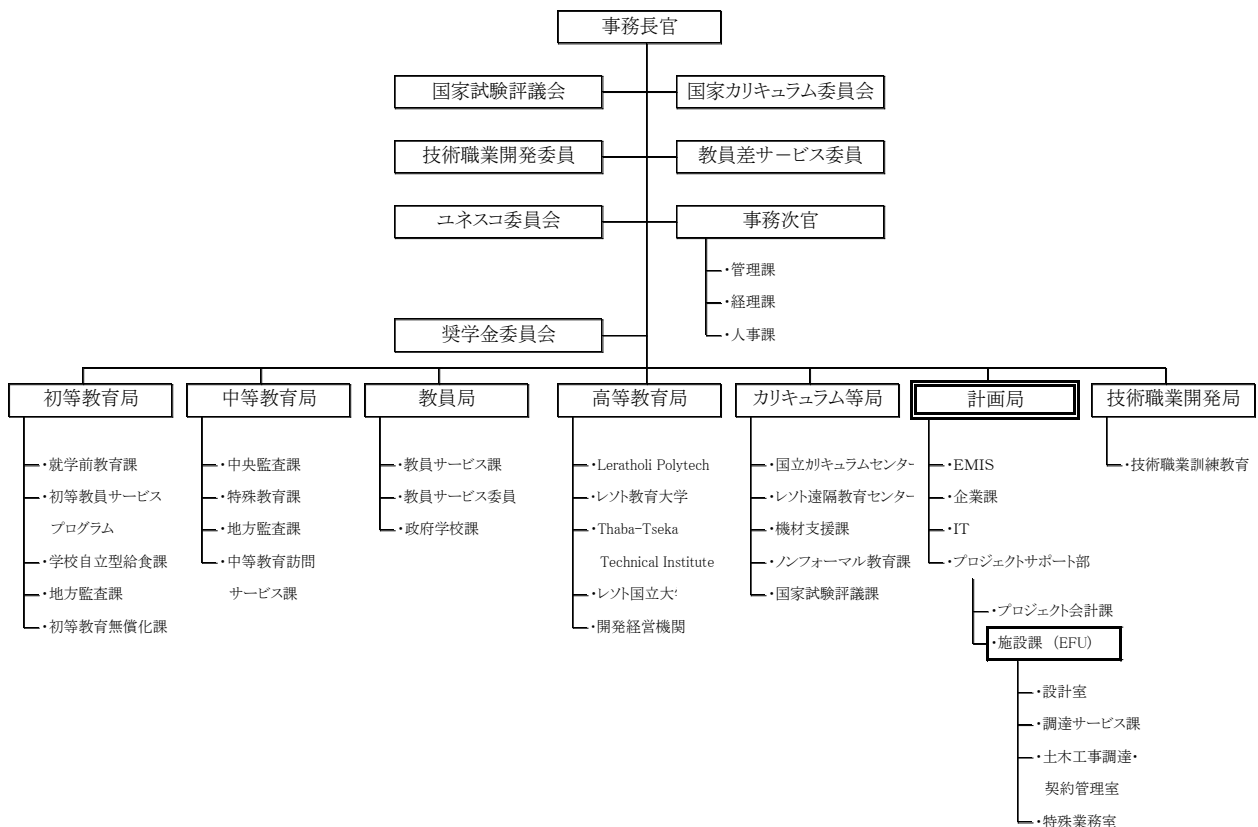 事務長官
国家試験評議会
国家カリキュラム委員会
技術職業開発委員
教員差サービス委員
ユネスコ委員会
事務次官
・管理課
・経理課
・人事課
奨学金委員会
初等教育局
・就学前教育課
・初等教員サービス
プログラム
・学校自立型給食課
・地方監査課
・初等教育無償化課
中等教育局
・中央監査課
・特殊教育課
・地方監査課
・中等教育訪問
サービス課
教員局
・教員サービス課
・教員サービス委員
・政府学校課
高等教育局
・Leratholi Polytech
・レソト教育大学
・Thaba-Tseka
Technical Institute
・レソト国立大
・開発経営機関
カリキュラム等局
・国立カリキュラムセンター
・レソト遠隔教育センター
・機材支援課
・ノンフォーマル教育課
・国家試験評議課
計画局
・EMIS
・企業課
・IT
・プロジェクトサポート部
・プロジェクト会計課
・施設課 (EFU)
・設計室
・調達サービス課
・土木工事調達・
契約管理室
・特殊業務室
技術職業開発局
・技術職業訓練教育